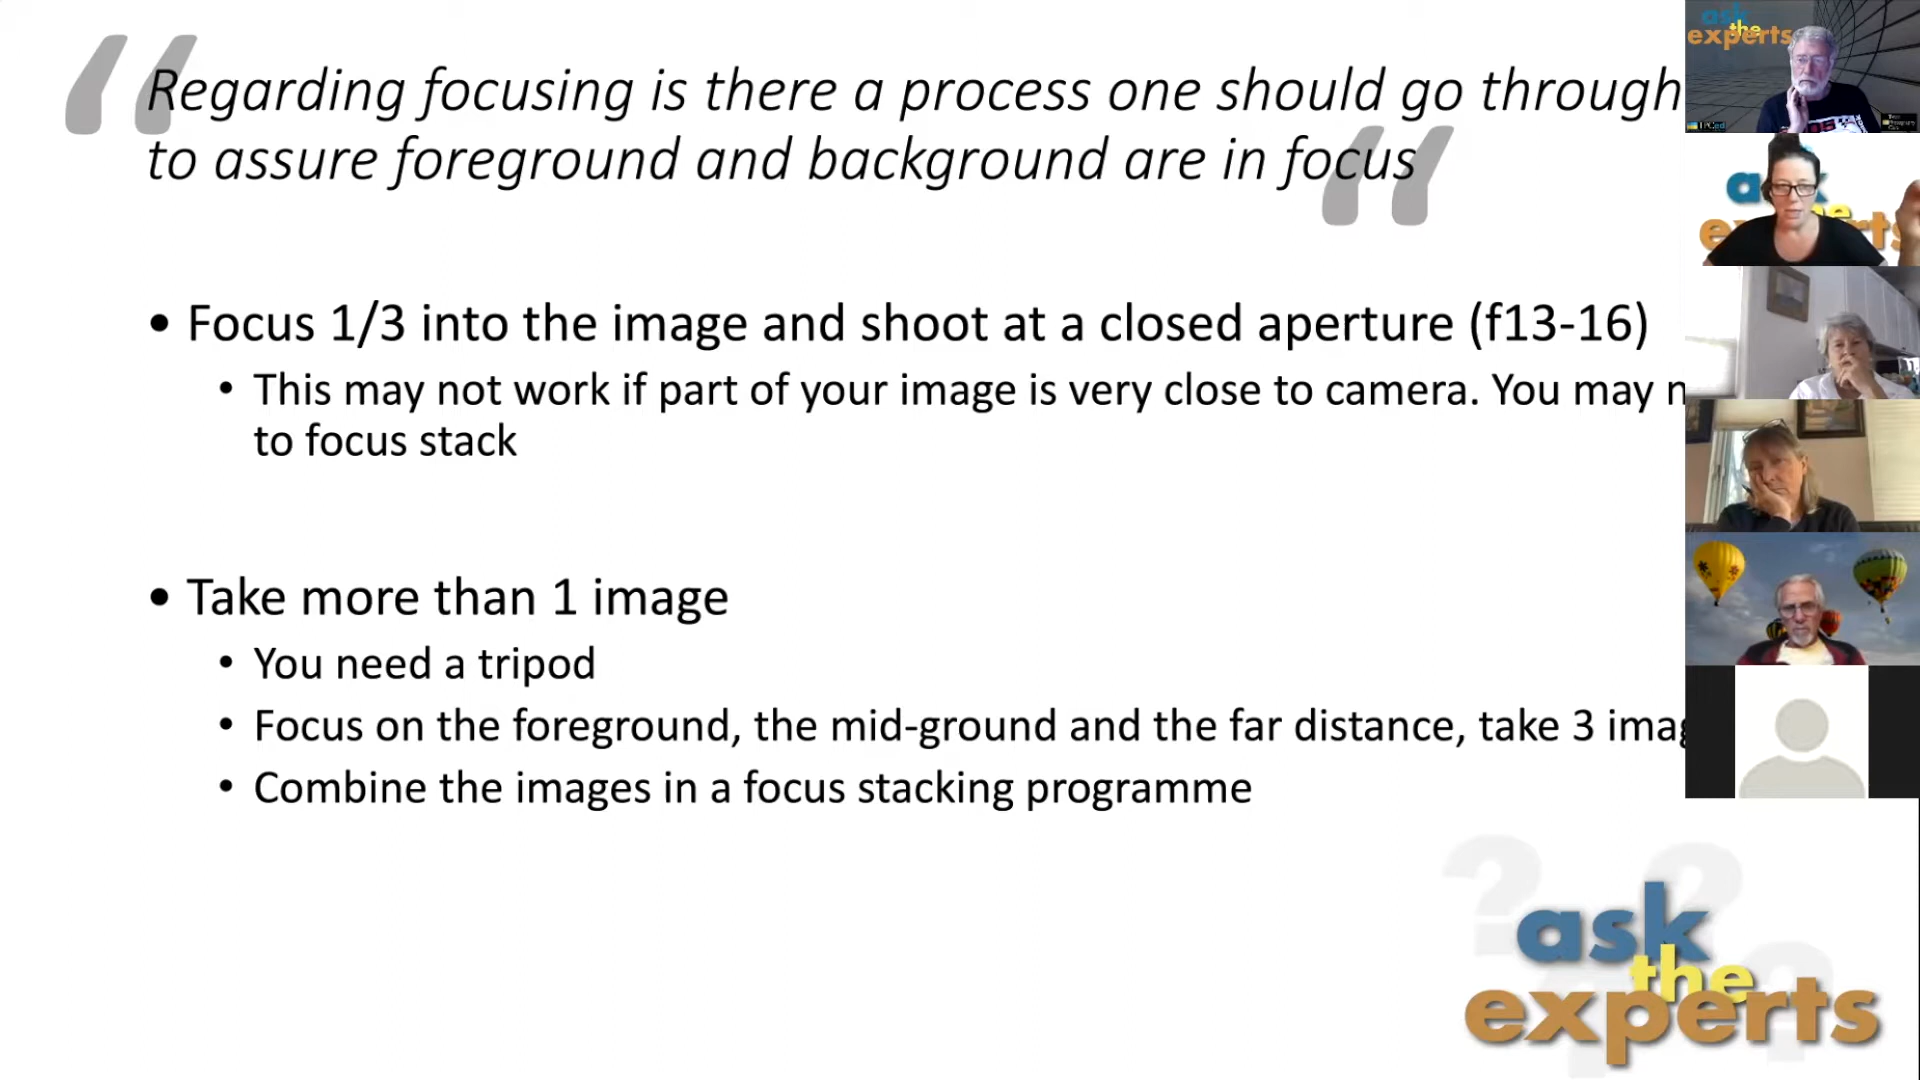 Regarding focusing is there a process one should go through
to assure foreground and background are in focus
• Focus 1/3 into the image and shoot at a closed aperture (f13-16)
• This may not work if part of your image is very close to camera. You may n
to focus stack
• Take more than 1 image
• You need a tripod
• Focus on the foreground, the mid-ground and the far distance, take 3 imag
• Combine the images in a focus stacking programme
ask
the
experts
ask
the
experts